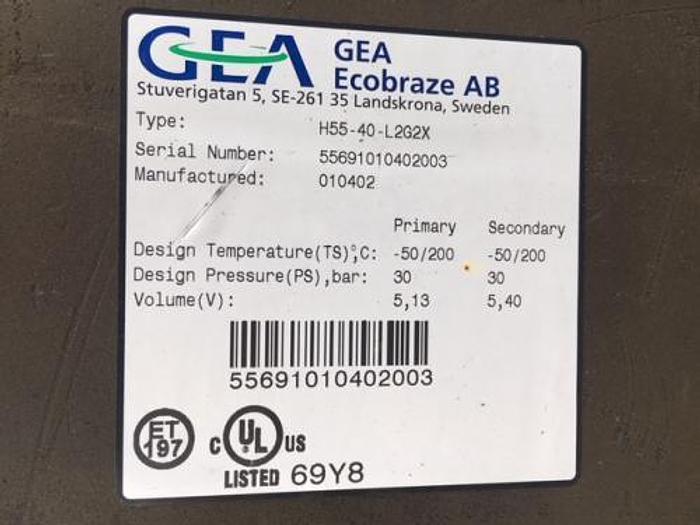 GEA GEA
Ecobraze AB
Stuverigatan 5, SE-261 35 Landskrona, Sweden
Type: H55-40-L2G2X
Serial Number: 55691010402003
Manufactured: 010402
Primary Secondary
Design Temperature(TS)°,C: -50/200 -50/200
Design Pressure(PS),bar: 30 30
Volume(V): 5,13 5,40
55691010402003
ET
197
C UL US
LISTED 69Y8